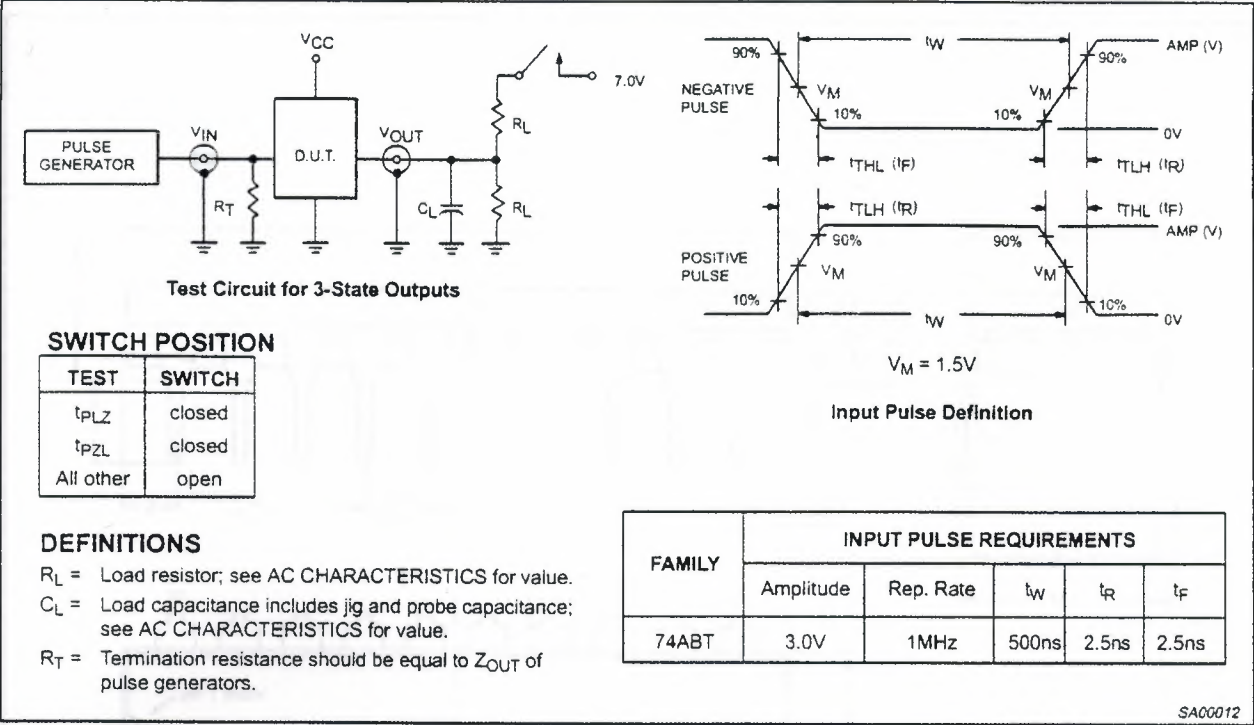 VCC
7.0V
RL
PULSE
GENERATOR
VIN
D.U.T.
VOUT
RT
CL
RL
Test Circuit for 3-State Outputs
tW
90%
90%
AMP (V)
NEGATIVE
PULSE
VM
VM
10%
10%
0V
tTHL (tF)
tTLH (tR)
tTLH (tR)
tTHL (tF)
AMP (V)
90%
90%
POSITIVE
PULSE
VM
VM
10%
10%
tW
0V
VM = 1.5V
Input Pulse Definition
SWITCH POSITION
TEST SWITCH
tPLZ closed
tPZL closed
All other open
DEFINITIONS
RL = Load resistor; see AC CHARACTERISTICS for value.
CL = Load capacitance includes jig and probe capacitance;
see AC CHARACTERISTICS for value.
RT = Termination resistance should be equal to ZOUT of
pulse generators.
FAMILY
INPUT PULSE REQUIREMENTS
Amplitude Rep. Rate tW tR tF
74ABT 3.0V 1MHz 500ns 2.5ns 2.5ns
SA00012